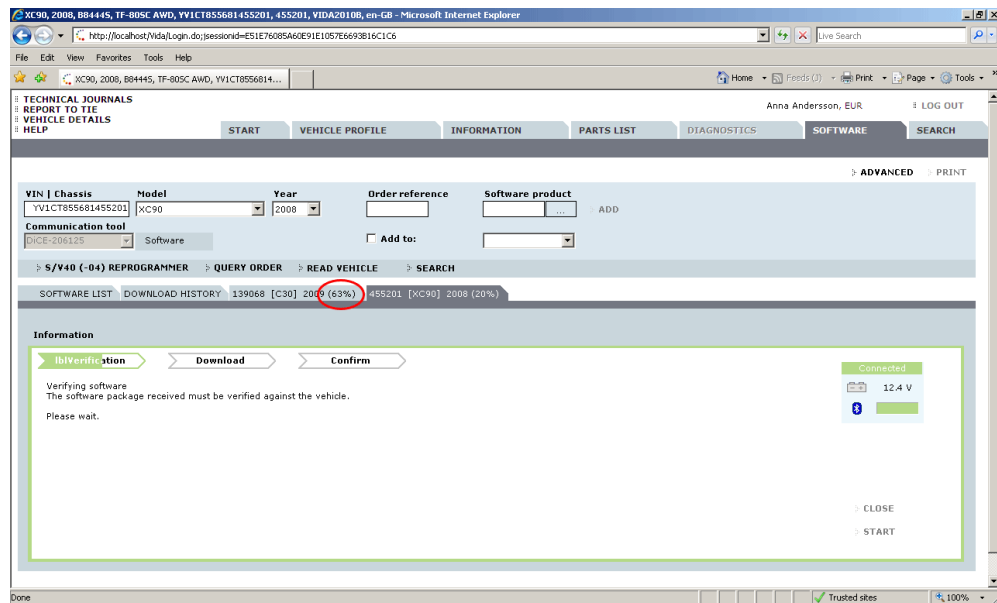 XC90, 2008, B8444S, TF-80SC AWD, YV1CT855681455201, 455201, VIDA2010B, en-GB - Microsoft Internet Explorer
http://localhost/Vida/Login.do;jsessionid=E51E76085A60E91E1057E6693B16C1C6
Live Search
File Edit View Favorites Tools Help
XC90, 2008, B8444S, TF-80SC AWD, YV1CT8556814...
Home Feeds (J) Print Page Tools
TECHNICAL JOURNALS
REPORT TO TIE
VEHICLE DETAILS
HELP
Anna Andersson, EUR LOG OUT
START VEHICLE PROFILE INFORMATION PARTS LIST DIAGNOSTICS SOFTWARE SEARCH
ADVANCED PRINT
VIN | Chassis Model Year Order reference Software product
YV1CT855681455201 XC90 2008 ... ADD
Communication tool
DiCE-206125 Software Add to:
S/V40 (-04) REPROGRAMMER QUERY ORDER READ VEHICLE SEARCH
SOFTWARE LIST DOWNLOAD HISTORY 139068 [C30] 2009 (63%) 455201 [XC90] 2008 (20%)
Information
lblVerification Download Confirm
Connected
Verifying software
The software package received must be verified against the vehicle.
12.4 V
Please wait.
CLOSE
START
Done Trusted sites 100%